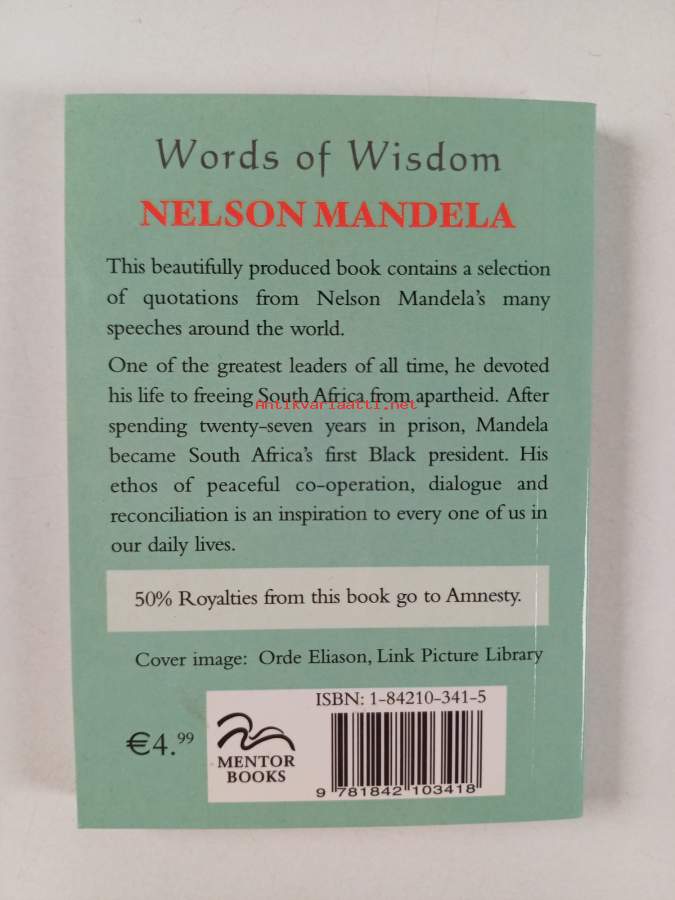 Words of Wisdom
NELSON MANDELA
This beautifully produced book contains a selection
of quotations from Nelson Mandela's many
speeches around the world.
One of the greatest leaders of all time, he devoted
his life to freeing South Africa from apartheid. After
Antikvariaatti.net
spending twenty-seven years in prison, Mandela
became South Africa's first Black president. His
ethos of peaceful co-operation, dialogue and
reconciliation is an inspiration to every one of us in
our daily lives.
50% Royalties from this book go to Amnesty.
Cover image: Orde Eliason, Link Picture Library
€4.99
MENTOR
BOOKS
ISBN: 1-84210-341-5
9 781842 103418